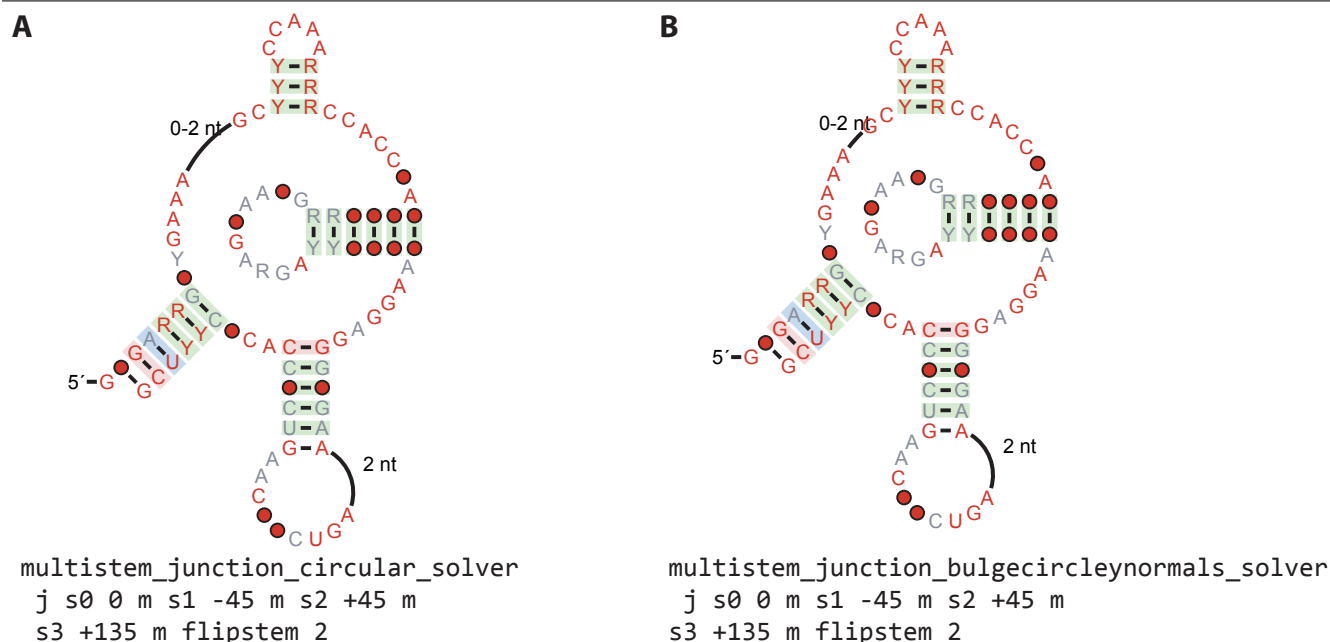 A
5´ G G A R R G Y G A A A
0-2 nt
G C Y Y Y C C A A A R R R C C A C C A
R R G A A G A R G A Y Y
A A G G A G G G G A A
2 nt
A G U C C A A G U C C C A C
C Y Y U C G
multistem_junction_circular_solver
j s0 0 m s1 -45 m s2 +45 m
s3 +135 m flipstem 2
B
5´ G G A R R G Y G A A A
0-2 nt
G C Y Y Y C C A A A R R R C C A C C A
R R G A A G A R G A Y Y
A A G G A G G G G A A
2 nt
A G U C C A A G U C C C A C
C Y Y U C G
multistem_junction_bulgecircleynormals_solver
j s0 0 m s1 -45 m s2 +45 m
s3 +135 m flipstem 2